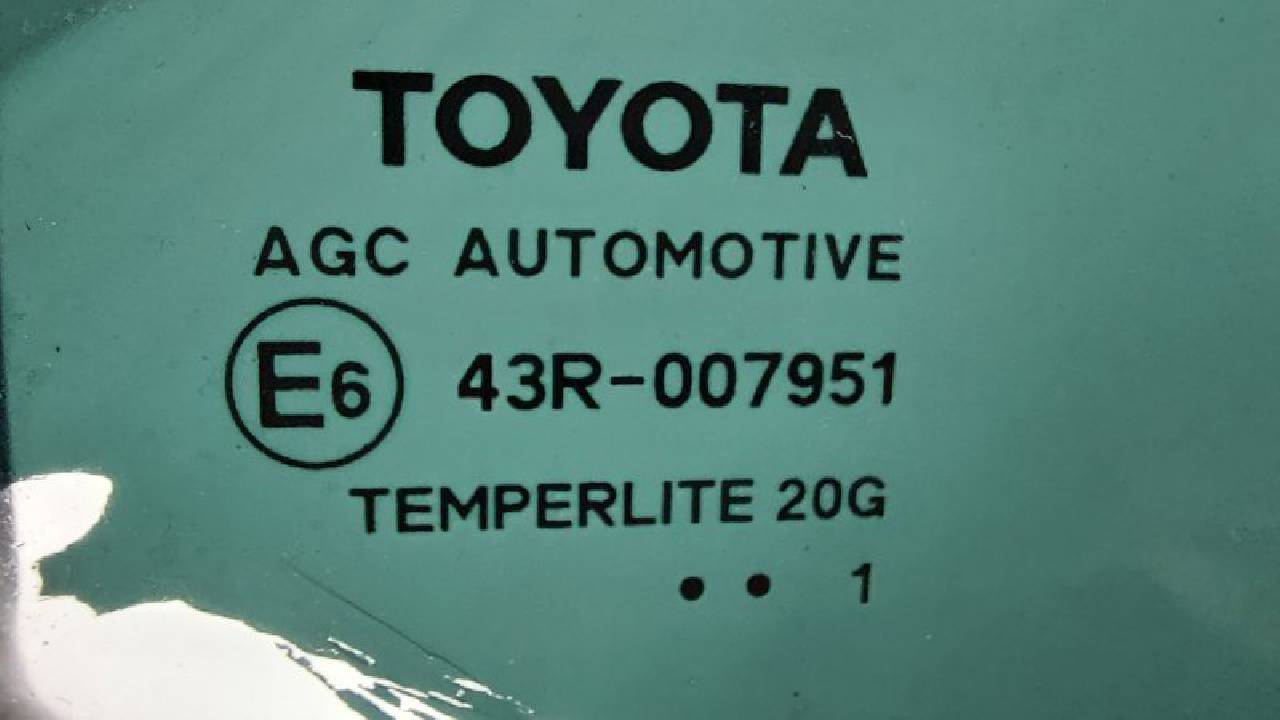 TOYOTA
AGC AUTOMOTIVE
E6 43R-007951
TEMPERLITE 20G
• • 1